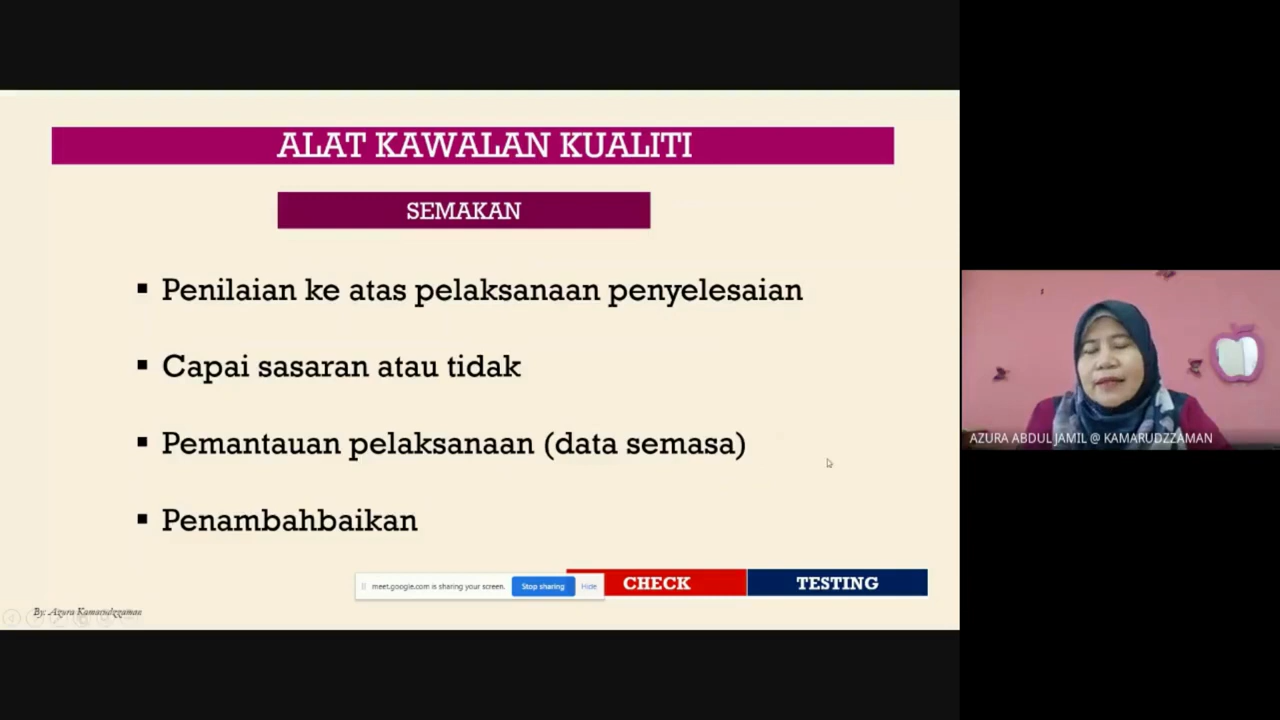 ALAT KAWALAN KUALITI
SEMAKAN
▪ Penilaian ke atas pelaksanaan penyelesaian
▪ Capai sasaran atau tidak
▪ Pemantauan pelaksanaan (data semasa)
▪ Penambahbaikan
meet.google.com is sharing your screen. Stop sharing Hide
CHECK TESTING
By: Azura Kamarudzzaman
AZURA ABDUL JAMIL @ KAMARUDZZAMAN